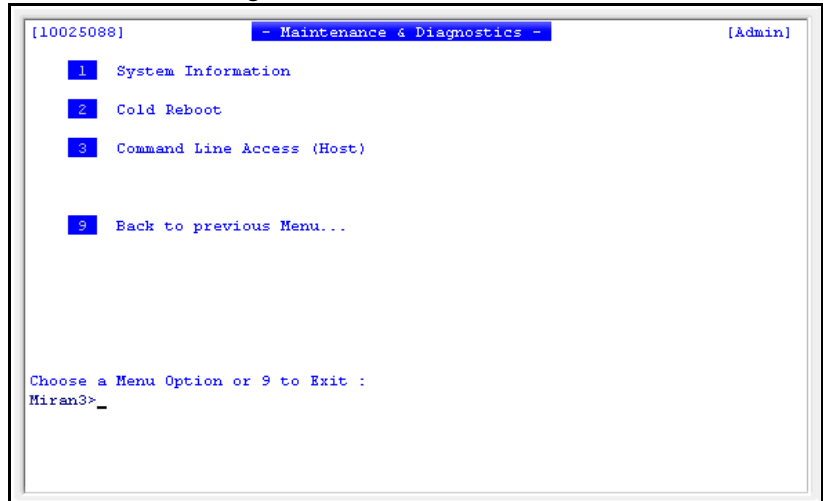 [10025088] - Maintenance & Diagnostics - [Admin]
1 System Information
2 Cold Reboot
3 Command Line Access (Host)
9 Back to previous Menu...
Choose a Menu Option or 9 to Exit :
Miran3>_